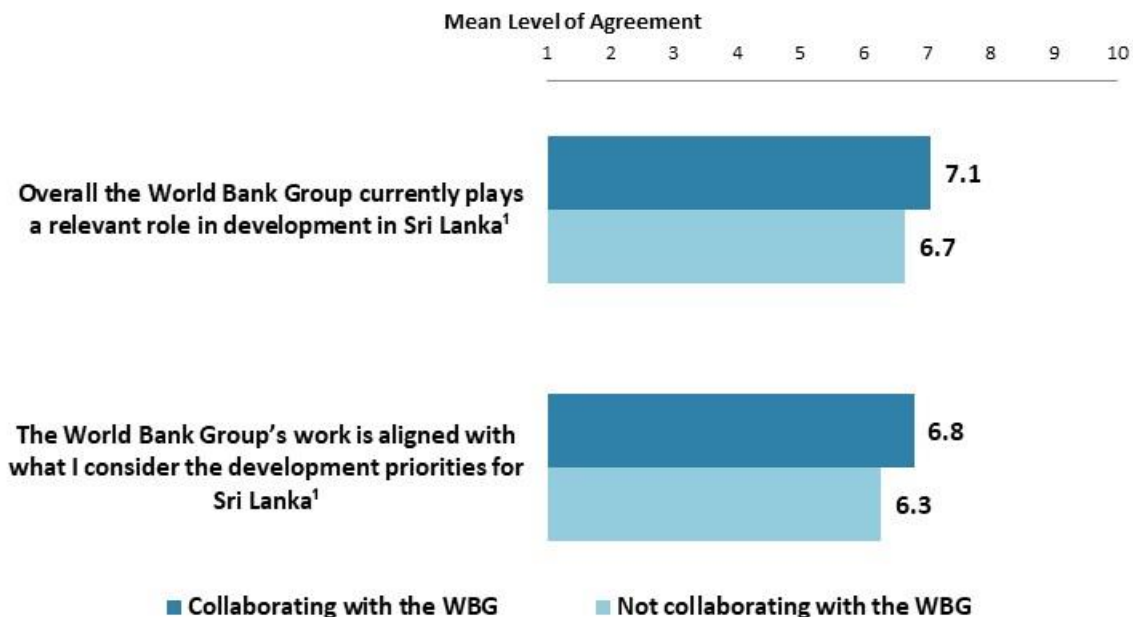 Mean Level of Agreement
1 2 3 4 5 6 7 8 9 10
Overall the World Bank Group currently plays
a relevant role in development in Sri Lanka¹
7.1
6.7
The World Bank Group’s work is aligned with
what I consider the development priorities for
Sri Lanka¹
6.8
6.3
Collaborating with the WBG Not collaborating with the WBG